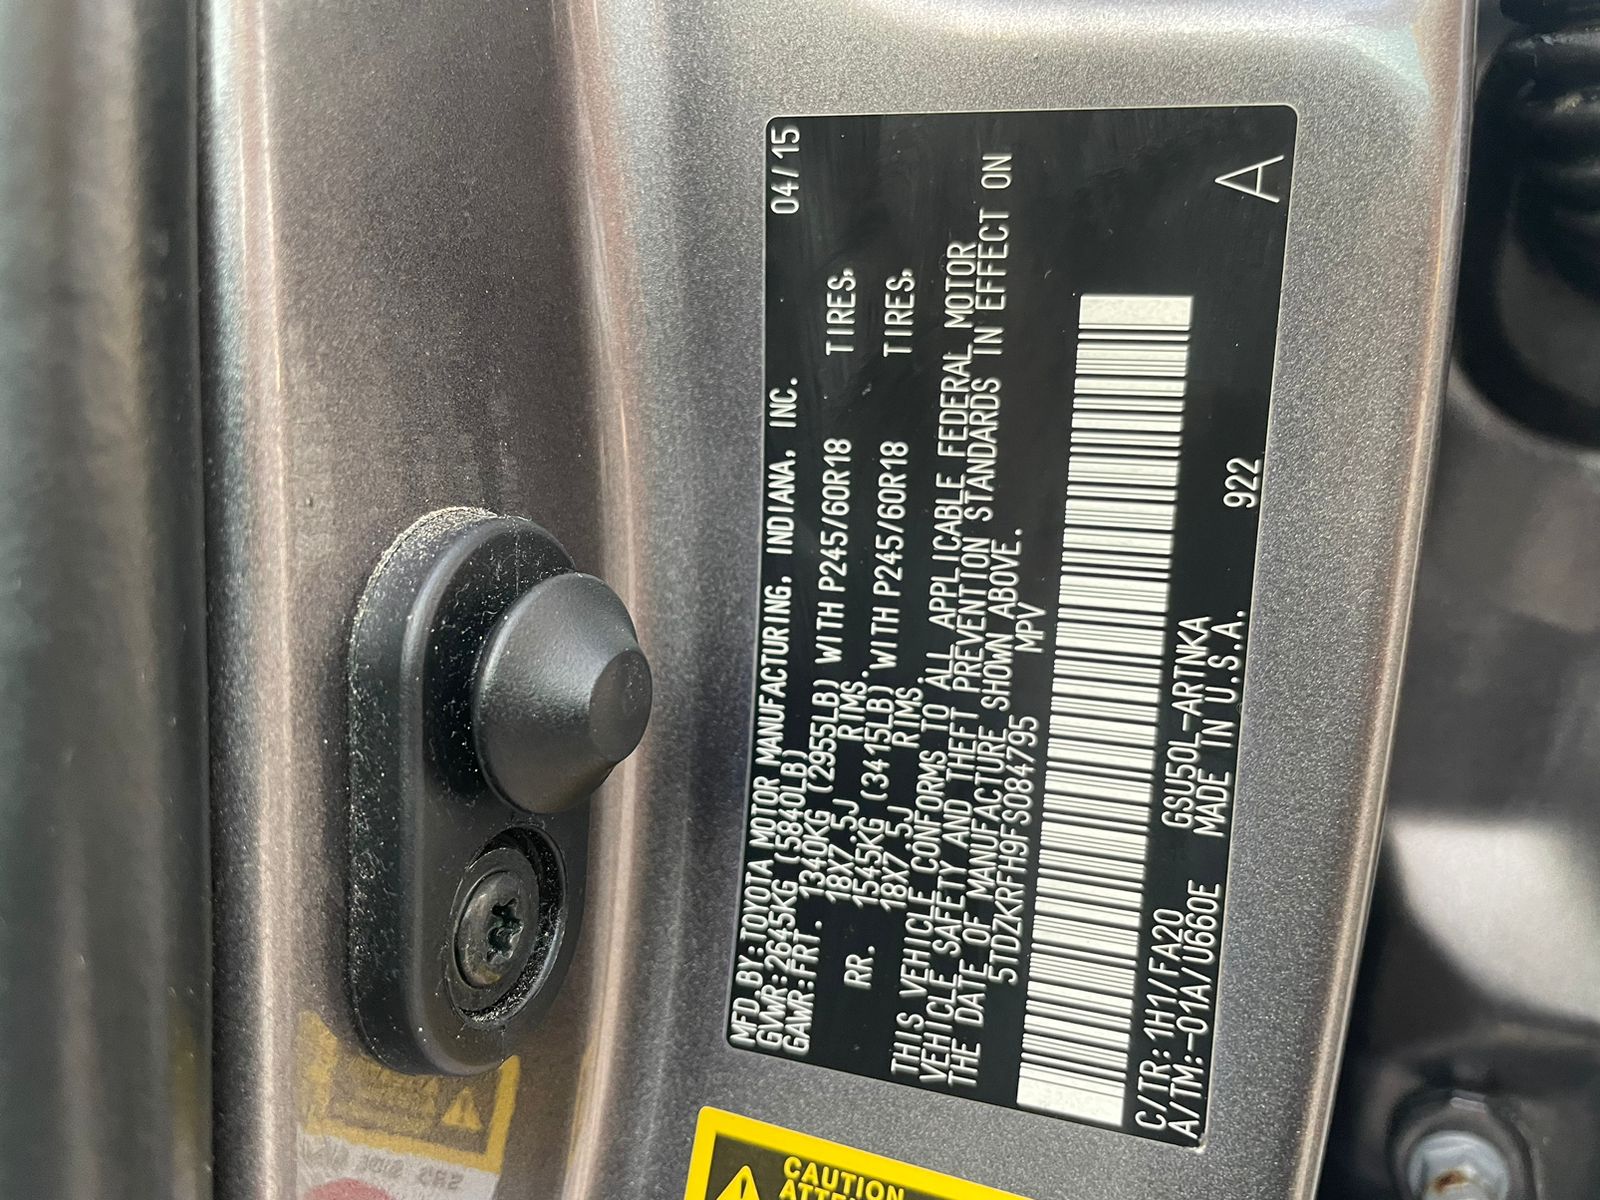 MFD. BY: TOYOTA MOTOR MANUFACTURING, INDIANA, INC. 04/15
GVWR: 2645KG (5840LB)
GAWR: FRT. 1340KG (2955LB) WITH P245/60R18 TIRES,
18X7.5J RIMS.
RR. 1545KG (3415LB) WITH P245/60R18 TIRES,
18X7.5J RIMS.
THIS VEHICLE CONFORMS TO ALL APPLICABLE FEDERAL MOTOR
VEHICLE SAFETY AND THEFT PREVENTION STANDARDS IN EFFECT ON
THE DATE OF MANUFACTURE SHOWN ABOVE.
5TDZKRFH9FS084795 MPV
C/TR: 1H1/FA20 GSU50L-ARTNKA 922 A
A/TM: -01A/U660E MADE IN U.S.A.
CAUTION